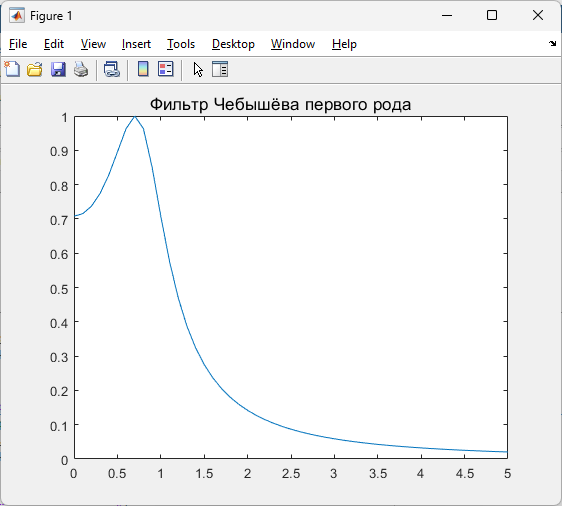 Figure 1
File Edit View Insert Tools Desktop Window Help
Фильтр Чебышёва первого рода
1
0.9
0.8
0.7
0.6
0.5
0.4
0.3
0.2
0.1
0
0 0.5 1 1.5 2 2.5 3 3.5 4 4.5 5